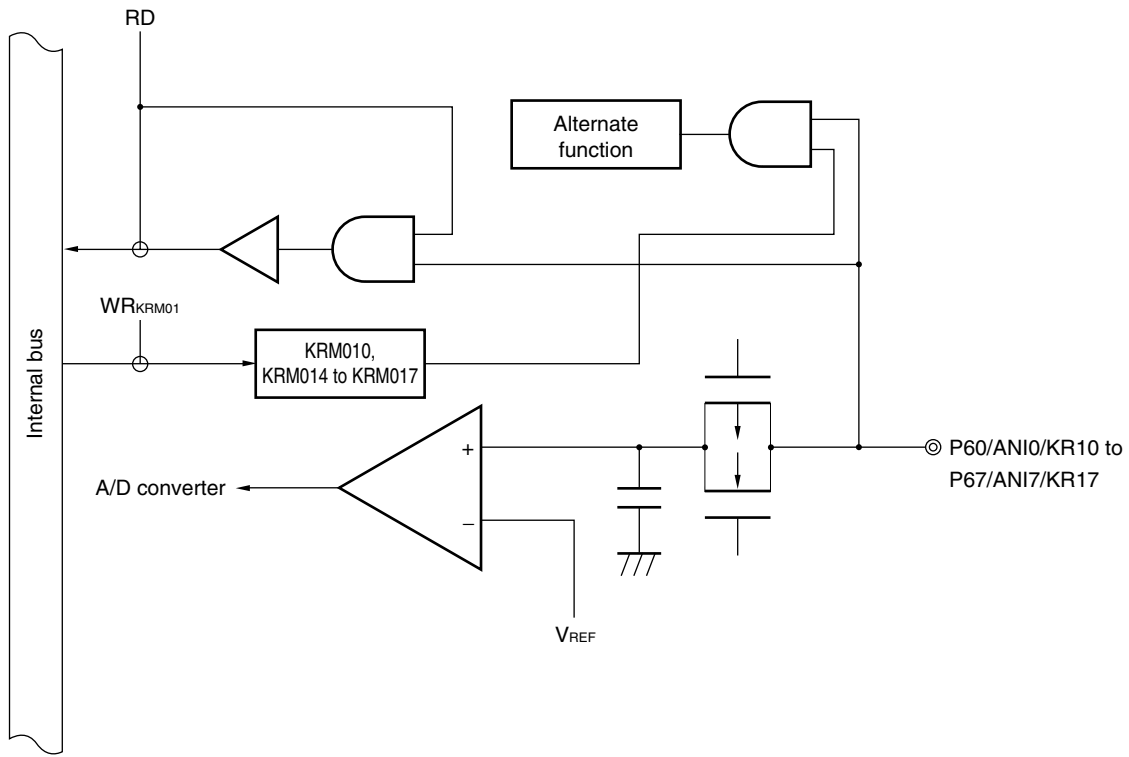 RD
Alternate
function
WRKRM01
KRM010,
KRM014 to KRM017
Internal bus
+
A/D converter
–
P60/ANI0/KR10 to
P67/ANI7/KR17
VREF